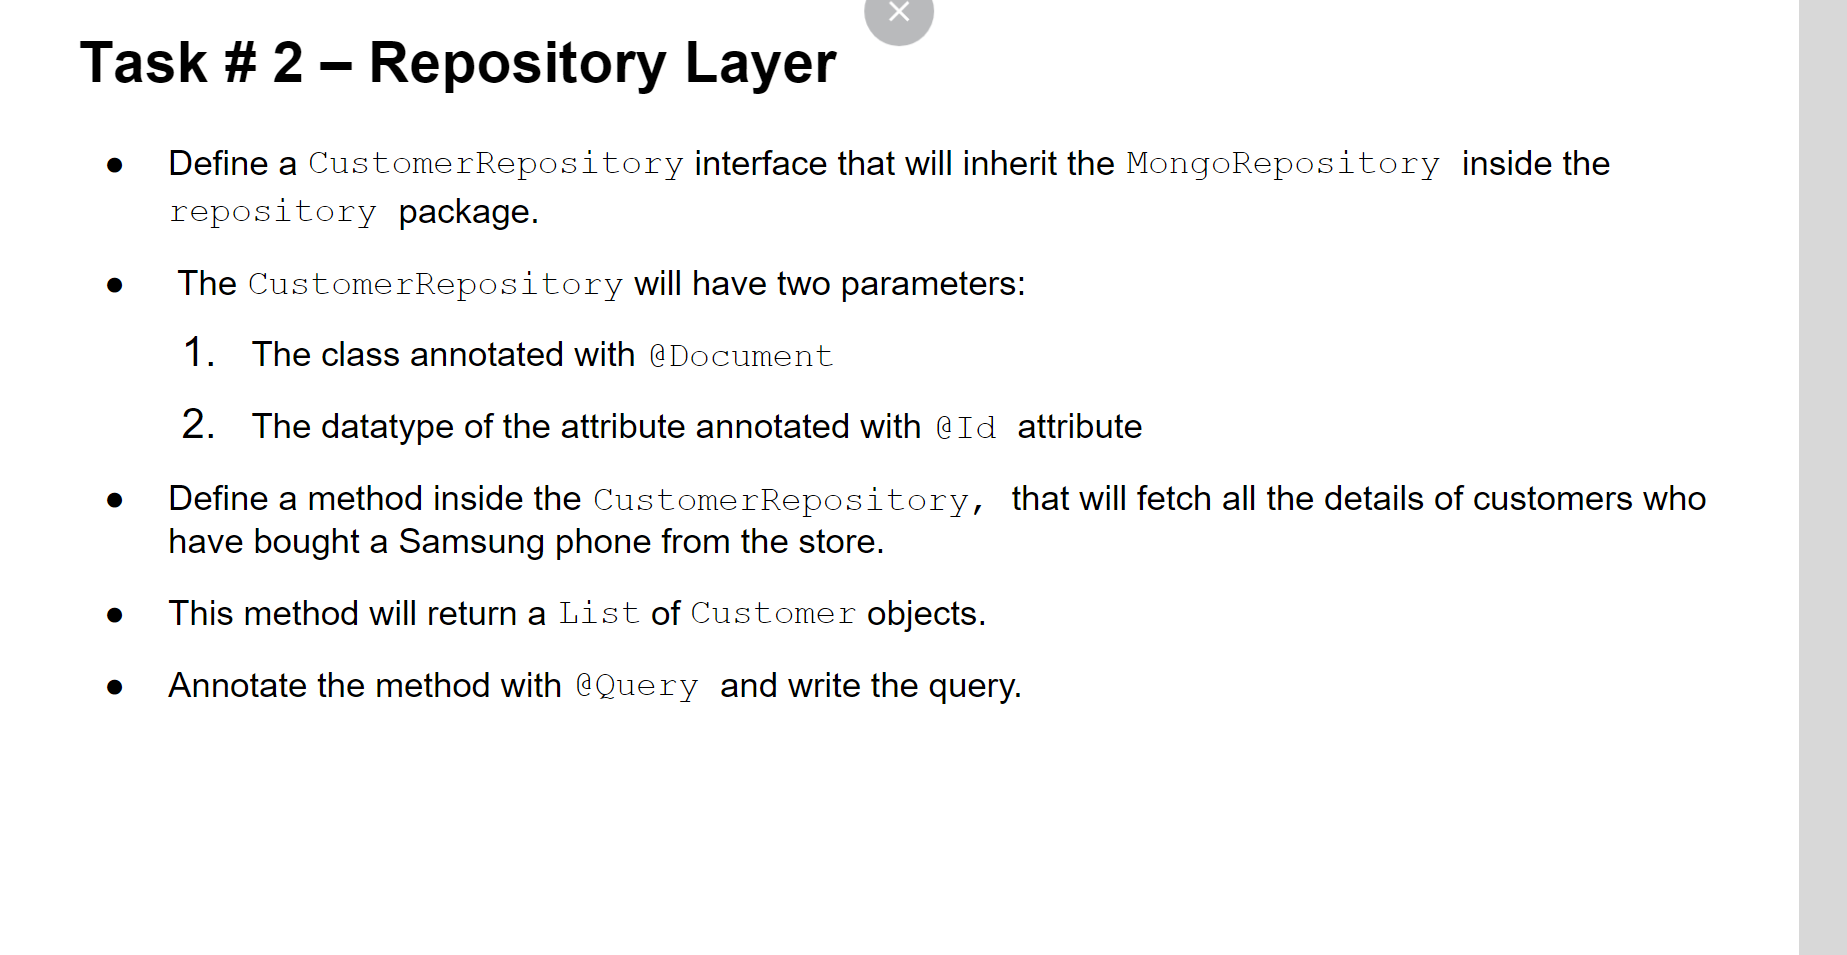 Task # 2 – Repository Layer
● Define a CustomerRepository interface that will inherit the MongoRepository inside the
repository package.
● The CustomerRepository will have two parameters:
1. The class annotated with @Document
2. The datatype of the attribute annotated with @Id attribute
● Define a method inside the CustomerRepository, that will fetch all the details of customers who
have bought a Samsung phone from the store.
● This method will return a List of Customer objects.
● Annotate the method with @Query and write the query.